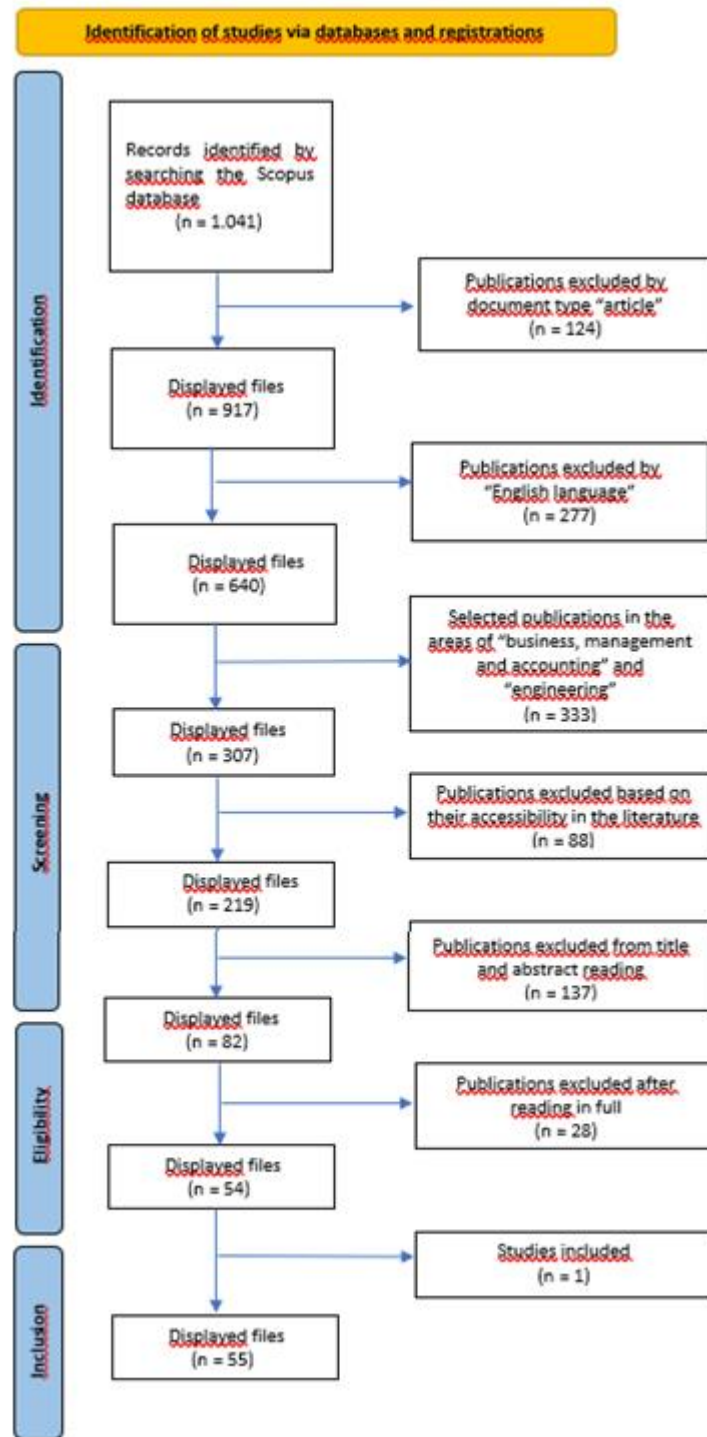 Identification of studies via databases and registrations
Identification
Records identified by
searching the Scopus
database
(n = 1.041)
Publications excluded by
document type “article”
(n = 124)
Displayed files
(n = 917)
Publications excluded by
“English language”
(n = 277)
Displayed files
(n = 640)
Selected publications in the
areas of “business, management
and accounting” and
“engineering”
(n = 333)
Screening
Displayed files
(n = 307)
Publications excluded based on
their accessibility in the literature
(n = 88)
Displayed files
(n = 219)
Publications excluded from title
and abstract reading
(n = 137)
Displayed files
(n = 82)
Eligibility
Publications excluded after
reading in full
(n = 28)
Displayed files
(n = 54)
Inclusion
Studies included
(n = 1)
Displayed files
(n = 55)